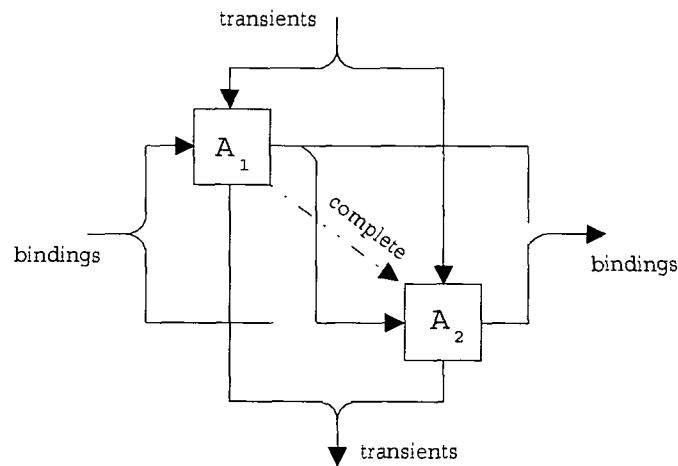 transients
A₁
complete
bindings
bindings
A₂
transients